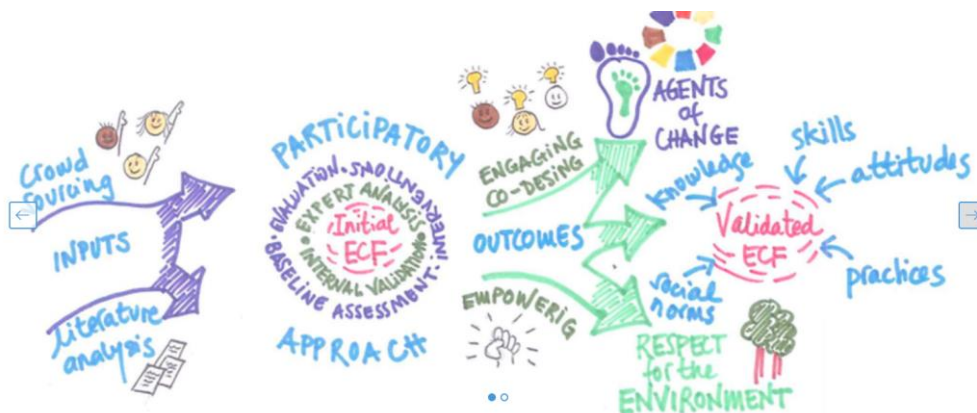 Crowd
sourcing
INPUTS
literature
analysis
PARTICIPATORY
BASELINE ASSESSMENT. INTERVENTIONS. EVALUATION.
EXPERT ANALYSIS
INTERNAL VALIDATION
Initial
ECF
APPROACH
ENGAGING
CO-DESING
OUTCOMES
EMPOWERIG
AGENTS
of
CHANGE
knowledge
skills
attitudes
Validated
ECF
practices
social
norms
RESPECT
for the
ENVIRONMENT